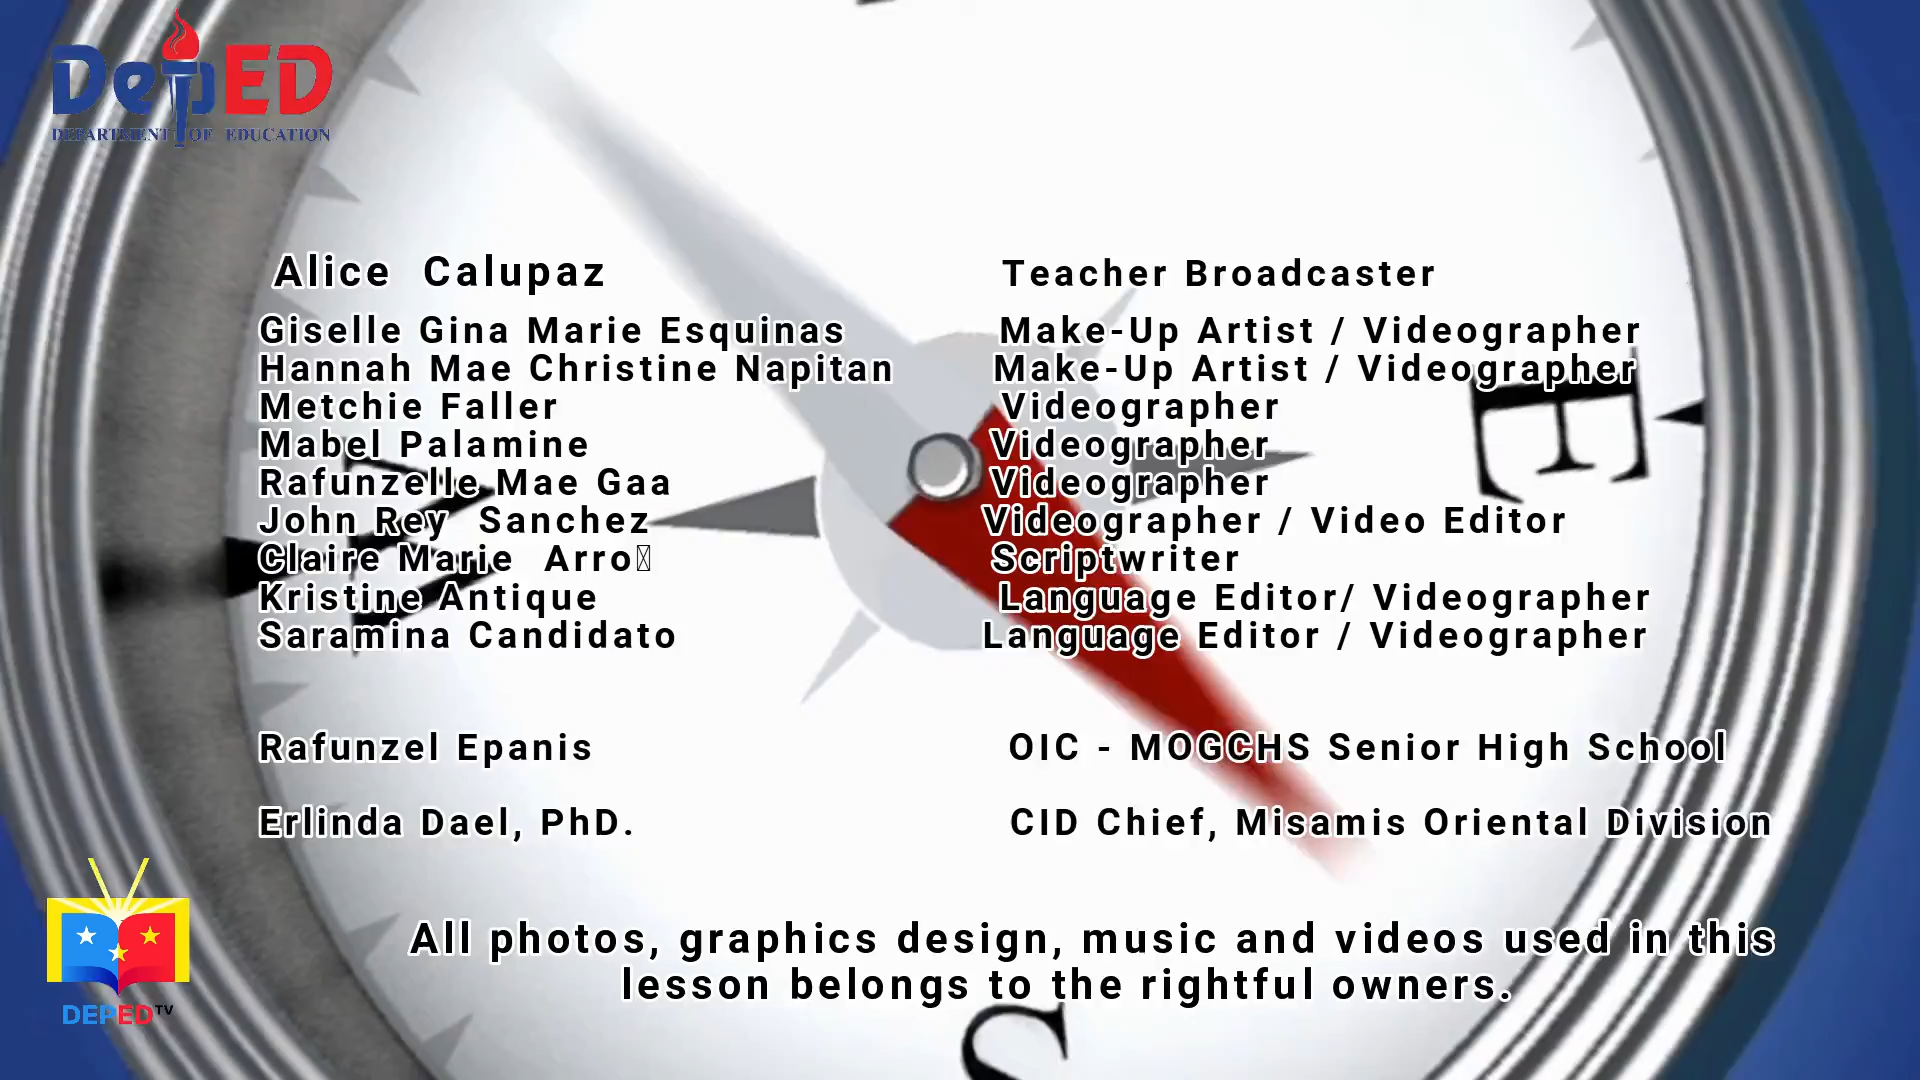 DepED
DEPARTMENT OF EDUCATION
Alice Calupaz Teacher Broadcaster
Giselle Gina Marie Esquinas Make-Up Artist / Videographer
Hannah Mae Christine Napitan Make-Up Artist / Videographer
Metchie Faller Videographer
Mabel Palamine Videographer
Rafunzelle Mae Gaa Videographer
John Rey Sanchez Videographer / Video Editor
Claire Marie Arro Scriptwriter
Kristine Antique Language Editor/ Videographer
Saramina Candidato Language Editor / Videographer
Rafunzel Epanis OIC - MOGCHS Senior High School
Erlinda Dael, PhD. CID Chief, Misamis Oriental Division
All photos, graphics design, music and videos used in this
lesson belongs to the rightful owners.
DEPED TV
E
S